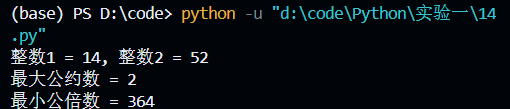 (base) PS D:\code> python -u "d:\code\Python\实验一\14
.py"
整数1 = 14, 整数2 = 52
最大公约数 = 2
最小公倍数 = 364